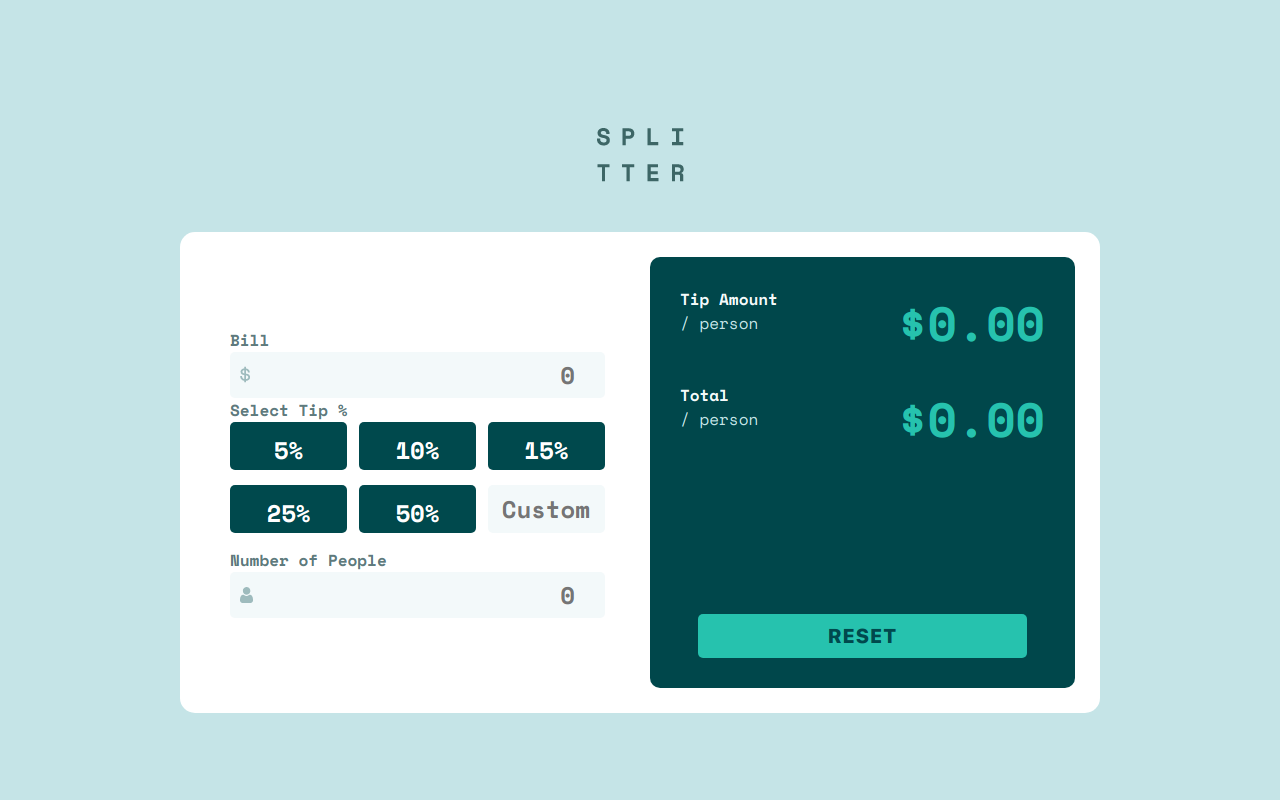 SPLI
TTER
Bill
$ 0
Select Tip %
5% 10% 15%
25% 50% Custom
Number of People
0
Tip Amount
/ person
$0.00
Total
/ person
$0.00
RESET